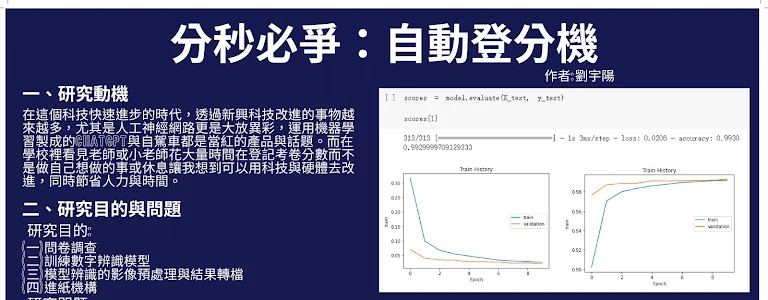 分秒必爭：自動登分機
作者:劉宇陽
一、研究動機
在這個科技快速進步的時代，透過新興科技改進的事物越
來越多，尤其是人工神經網路更是大放異彩，運用機器學
習製成的CHATGPT與自駕車都是當紅的產品與話題。而在
學校裡看見老師或小老師花大量時間在登記考卷分數而不
是做自己想做的事或休息讓我想到可以用科技與硬體去改
進，同時節省人力與時間。
二、研究目的與問題
研究目的:
(一)問卷調查
(二)訓練數字辨識模型
(三)模型辨識的影像預處理與結果轉檔
(四)進紙機構
[ ] scores = model.evaluate(X_test, y_test)
scores[1]
313/313 [==============================] - 1s 3ms/step - loss: 0.0206 - accuracy: 0.9930
0.9929999709129333
Train History
0.30
0.25
0.20
0.15
0.10
0.05
train
train
validation
0 2 4 6 8
Epoch
Train History
0.98
0.96
0.94
0.92
0.90
train
train
validation
0 2 4 6 8
Epoch